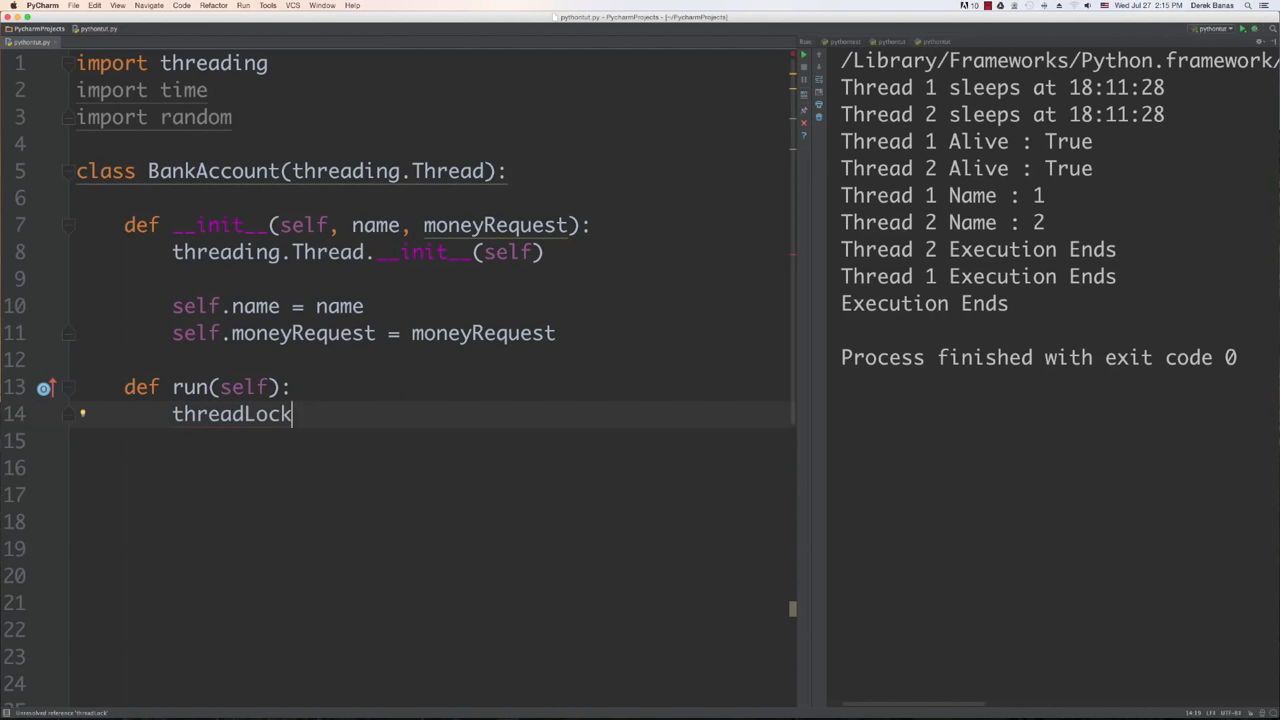 PyCharm File Edit View Navigate Code Refactor Run Tools VCS Window Help
10
Wed Jul 27 2:15 PM Derek Banas
pythontut.py - PycharmProjects - [~/PycharmProjects]
PycharmProjects pythontut.py
pythontut
pythontut.py
Run: pythontest pythontut pythontut
1 import threading
2 import time
3 import random
4
5 class BankAccount(threading.Thread):
6
7 def __init__(self, name, moneyRequest):
8 threading.Thread.__init__(self)
9
10 self.name = name
11 self.moneyRequest = moneyRequest
12
13 def run(self):
14 threadLock
15
16
17
18
19
20
21
22
23
24
25
/Library/Frameworks/Python.framework/
Thread 1 sleeps at 18:11:28
Thread 2 sleeps at 18:11:28
Thread 1 Alive : True
Thread 2 Alive : True
Thread 1 Name : 1
Thread 2 Name : 2
Thread 2 Execution Ends
Thread 1 Execution Ends
Execution Ends
Process finished with exit code 0
Unresolved reference 'threadLock'
14:19 LF‡ UTF-8‡